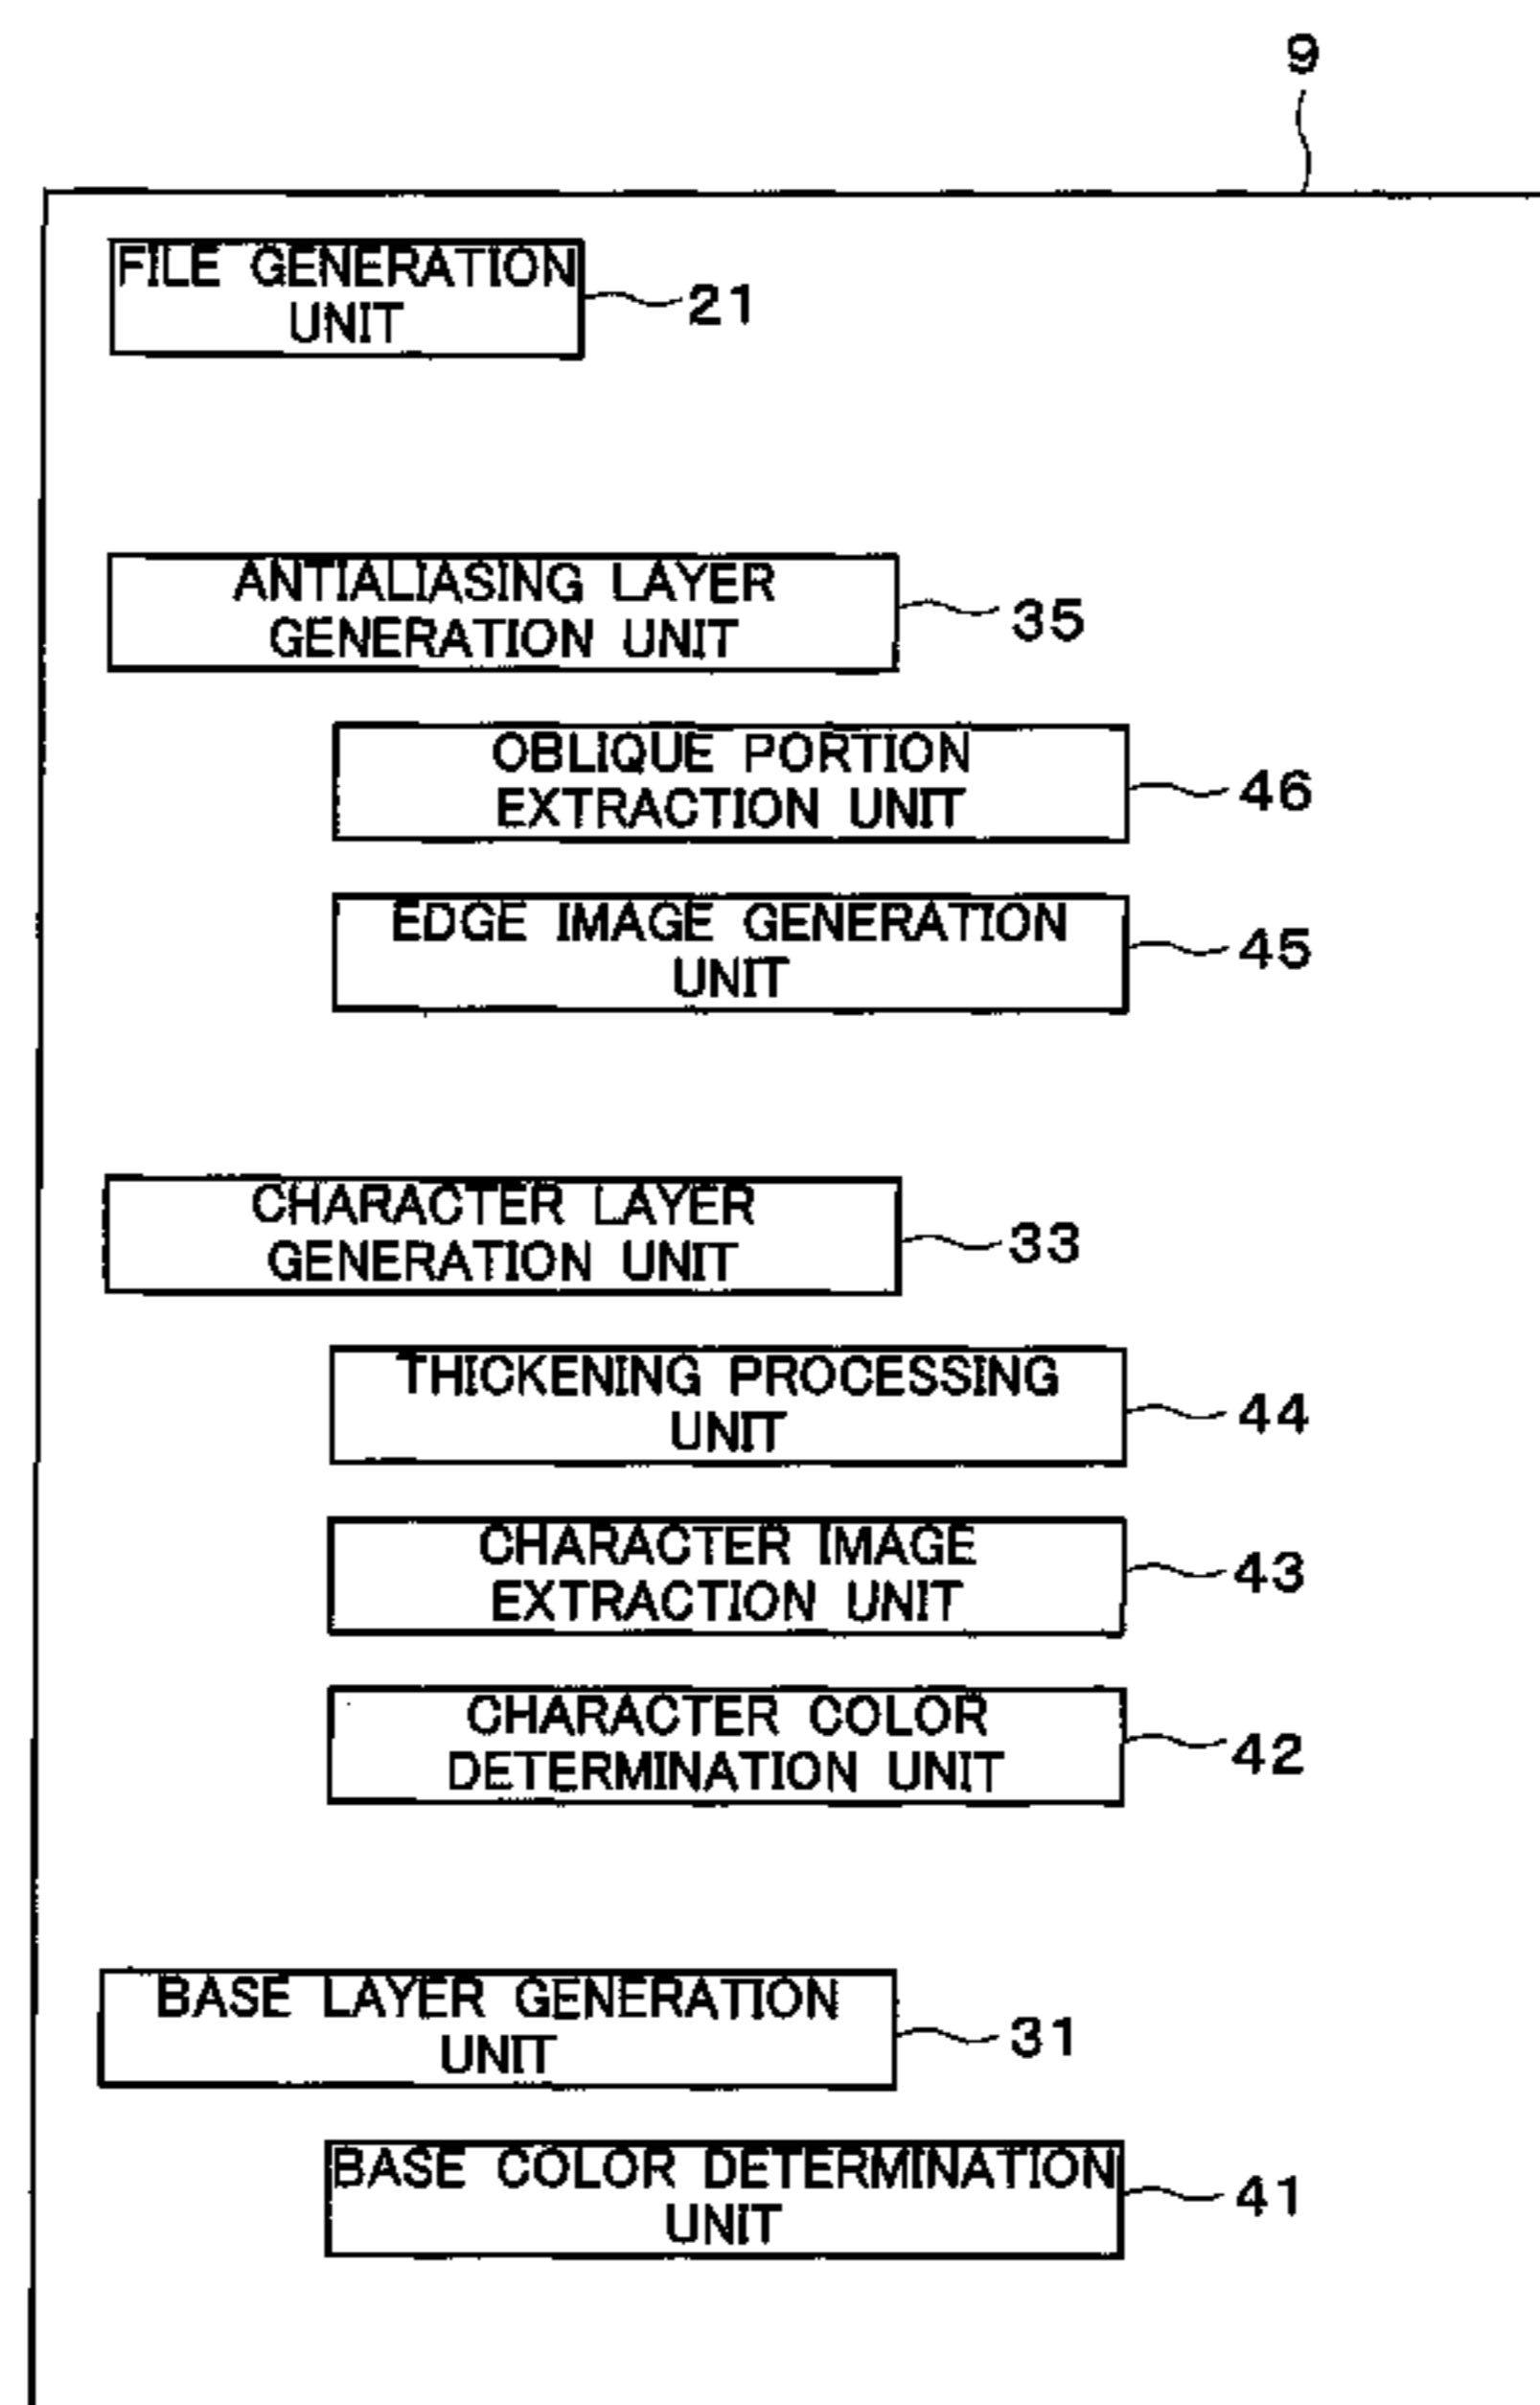 9
FILE GENERATION
UNIT
21
ANTIALIASING LAYER
GENERATION UNIT
35
OBLIQUE PORTION
EXTRACTION UNIT
46
EDGE IMAGE GENERATION
UNIT
45
CHARACTER LAYER
GENERATION UNIT
33
THICKENING PROCESSING
UNIT
44
CHARACTER IMAGE
EXTRACTION UNIT
43
CHARACTER COLOR
DETERMINATION UNIT
42
BASE LAYER GENERATION
UNIT
31
BASE COLOR DETERMINATION
UNIT
41